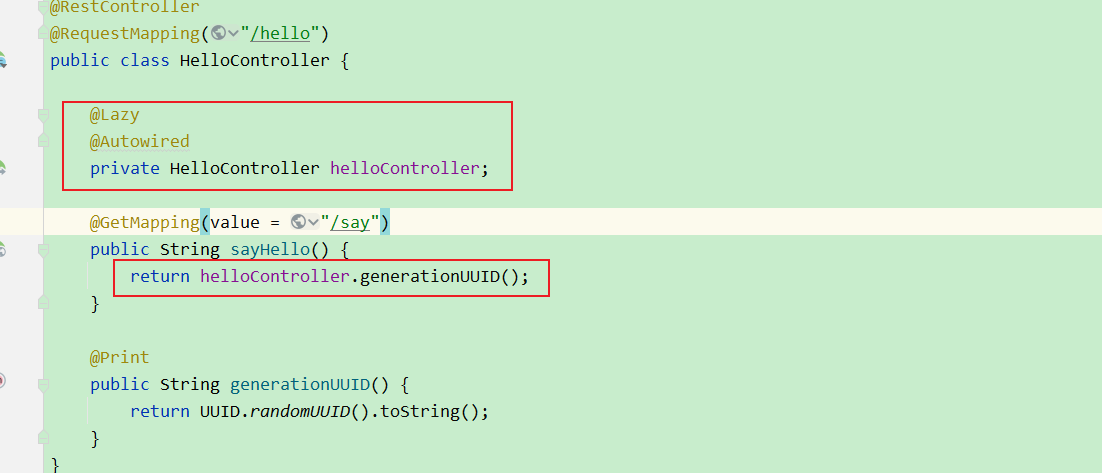 @RestController
@RequestMapping("/hello")
public class HelloController {
@Lazy
@Autowired
private HelloController helloController;
@GetMapping(value = "/say")
public String sayHello() {
return helloController.generationUUID();
}
@Print
public String generationUUID() {
return UUID.randomUUID().toString();
}
}